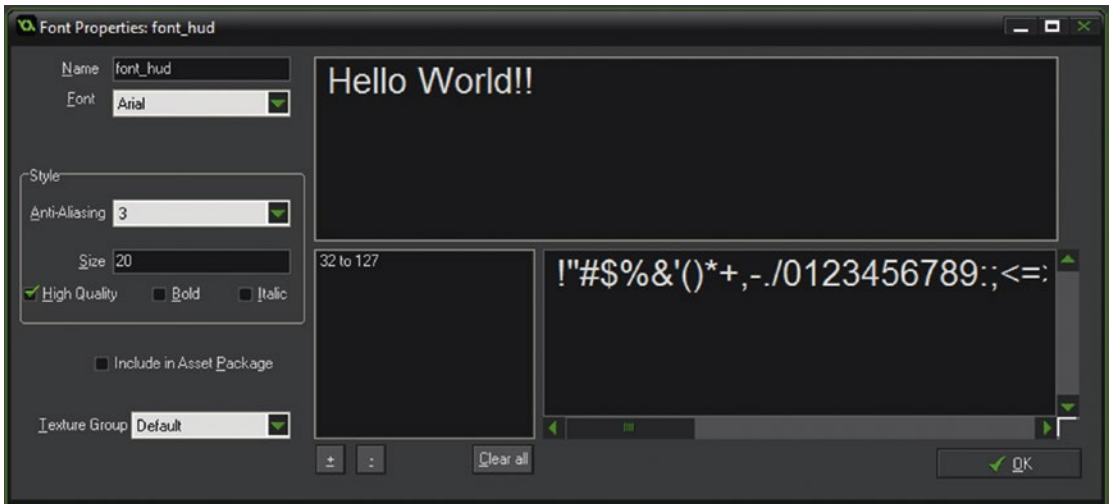 Font Properties: font_hud
Name font_hud
Font Arial
Hello World!!
Style
Anti-Aliasing 3
Size 20
High Quality Bold Italic
Include in Asset Package
Texture Group Default
32 to 127
+ - Clear all
!"#$%&'()*+,-./0123456789:;<=
OK